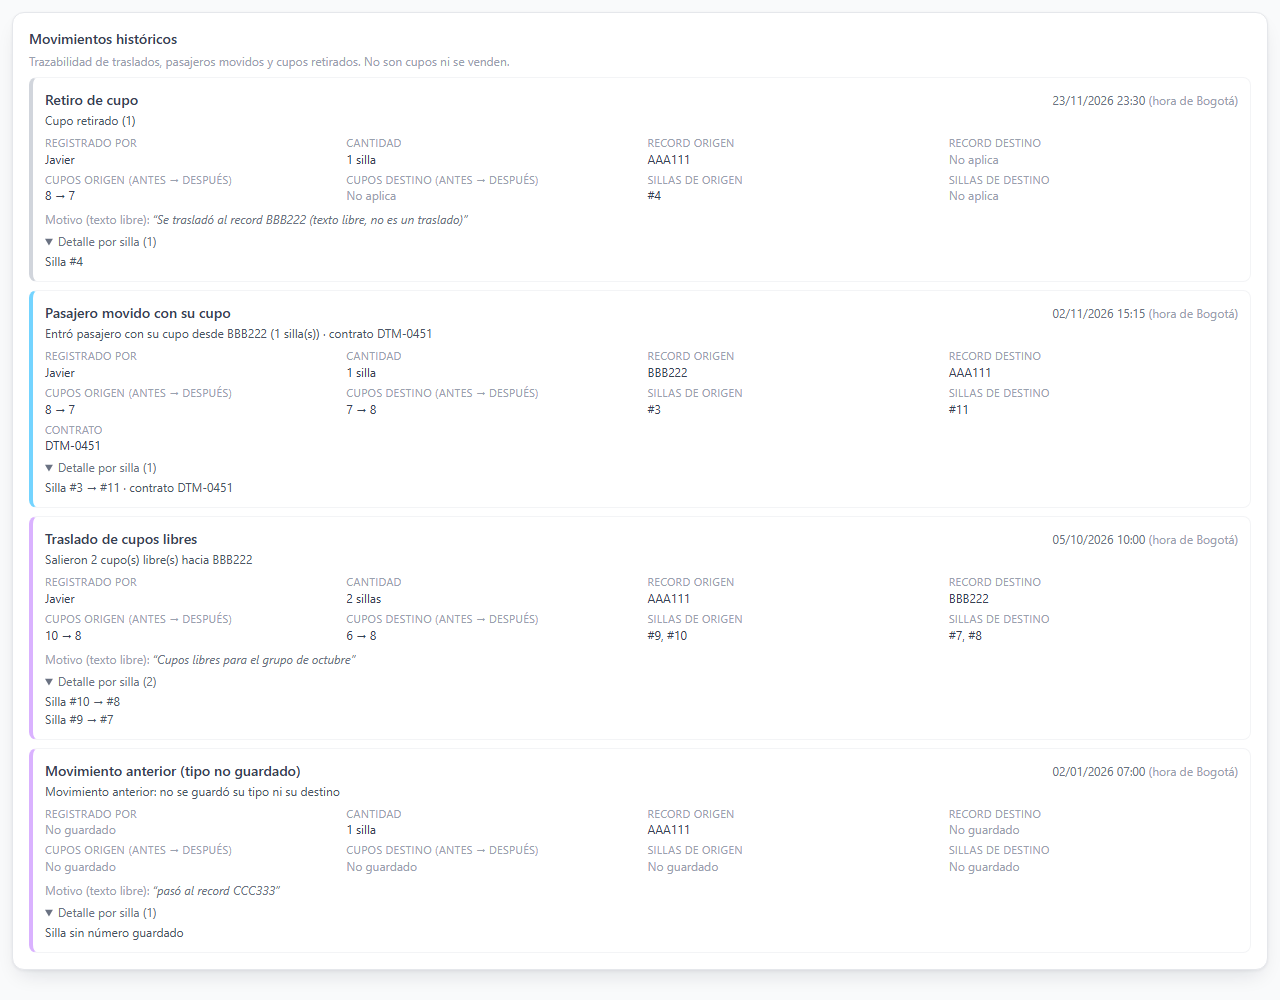 Movimientos históricos
Trazabilidad de traslados, pasajeros movidos y cupos retirados. No son cupos ni se venden.
Retiro de cupo
23/11/2026 23:30 (hora de Bogotá)
Cupo retirado (1)
REGISTRADO POR
CANTIDAD
RECORD ORIGEN
RECORD DESTINO
Javier
1 silla
AAA111
No aplica
CUPOS ORIGEN (ANTES → DESPUÉS)
CUPOS DESTINO (ANTES → DESPUÉS)
SILLAS DE ORIGEN
SILLAS DE DESTINO
8 → 7
No aplica
#4
No aplica
Motivo (texto libre): “Se trasladó al record BBB222 (texto libre, no es un traslado)”
▼ Detalle por silla (1)
Silla #4
Pasajero movido con su cupo
02/11/2026 15:15 (hora de Bogotá)
Entró pasajero con su cupo desde BBB222 (1 silla(s)) · contrato DTM-0451
REGISTRADO POR
CANTIDAD
RECORD ORIGEN
RECORD DESTINO
Javier
1 silla
BBB222
AAA111
CUPOS ORIGEN (ANTES → DESPUÉS)
CUPOS DESTINO (ANTES → DESPUÉS)
SILLAS DE ORIGEN
SILLAS DE DESTINO
8 → 7
7 → 8
#3
#11
CONTRATO
DTM-0451
▼ Detalle por silla (1)
Silla #3 → #11 · contrato DTM-0451
Traslado de cupos libres
05/10/2026 10:00 (hora de Bogotá)
Salieron 2 cupo(s) libre(s) hacia BBB222
REGISTRADO POR
CANTIDAD
RECORD ORIGEN
RECORD DESTINO
Javier
2 sillas
AAA111
BBB222
CUPOS ORIGEN (ANTES → DESPUÉS)
CUPOS DESTINO (ANTES → DESPUÉS)
SILLAS DE ORIGEN
SILLAS DE DESTINO
10 → 8
6 → 8
#9, #10
#7, #8
Motivo (texto libre): “Cupos libres para el grupo de octubre”
▼ Detalle por silla (2)
Silla #10 → #8
Silla #9 → #7
Movimiento anterior (tipo no guardado)
02/01/2026 07:00 (hora de Bogotá)
Movimiento anterior: no se guardó su tipo ni su destino
REGISTRADO POR
CANTIDAD
RECORD ORIGEN
RECORD DESTINO
No guardado
1 silla
AAA111
No guardado
CUPOS ORIGEN (ANTES → DESPUÉS)
CUPOS DESTINO (ANTES → DESPUÉS)
SILLAS DE ORIGEN
SILLAS DE DESTINO
No guardado
No guardado
No guardado
No guardado
Motivo (texto libre): “pasó al record CCC333”
▼ Detalle por silla (1)
Silla sin número guardado